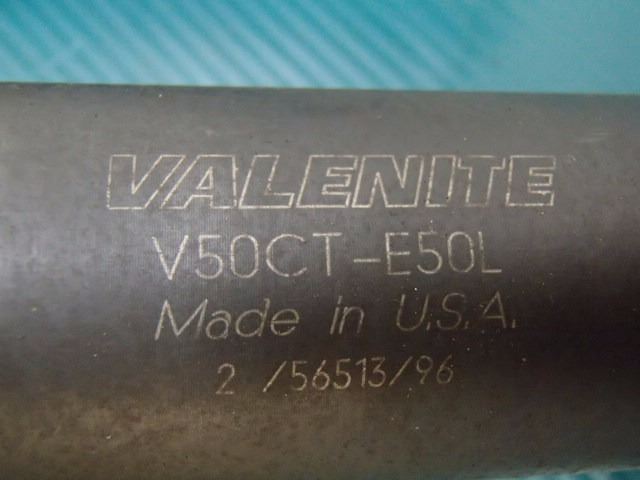 VALENITE
V50CT-E50L
Made in U.S.A.
2 /56513/96